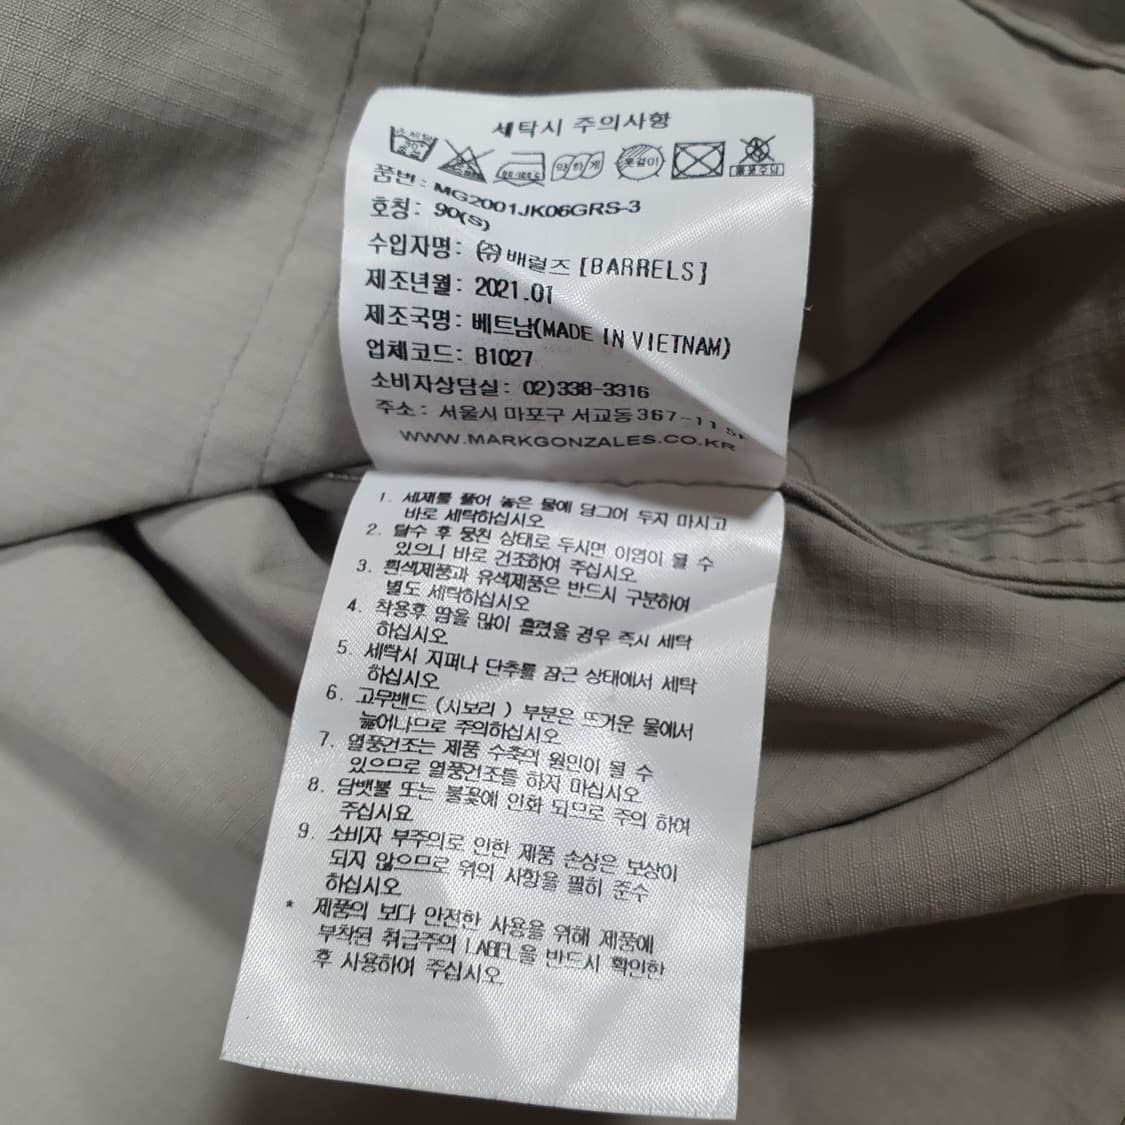 세탁시 주의사항
30°
중성
약하게 옷걸이
품번: MG2001JK06GRS-3
호칭: 90(S)
수입자명: ㈜배럴즈 [BARRELS]
제조년월: 2021.01
제조국명: 베트남(MADE IN VIETNAM)
업체코드: B1027
소비자상담실: 02)338-3316
주소: 서울시 마포구 서교동 367-11 5F
WWW.MARKGONZALES.CO.KR
1. 세제를 풀어 놓은 물에 담그어 두지 마시고
바로 세탁하십시오
2. 탈수 후 뭉친 상태로 두시면 이염이 될 수
있으니 바로 건조하여 주십시오
3. 흰색제품과 유색제품은 반드시 구분하여
별도 세탁하십시오
4. 착용후 땀을 많이 흘렸을 경우 즉시 세탁
하십시오
5. 세탁시 지퍼나 단추를 잠근 상태에서 세탁
하십시오
6. 고무밴드 (시보리 ) 부분은 뜨거운 물에서
늘어나므로 주의하십시오
7. 열풍건조는 제품 수축의 원인이 될 수
있으므로 열풍건조를 하지 마십시오
8. 담뱃불 또는 불꽃에 인화 되므로 주의 하여
주십시요
9. 소비자 부주의로 인한 제품 손상은 보상이
되지 않으므로 위의 사항을 필히 준수
하십시오
* 제품의 보다 안전한 사용을 위해 제품에
부착된 취급주의 LABEL을 반드시 확인한
후 사용하여 주십시오